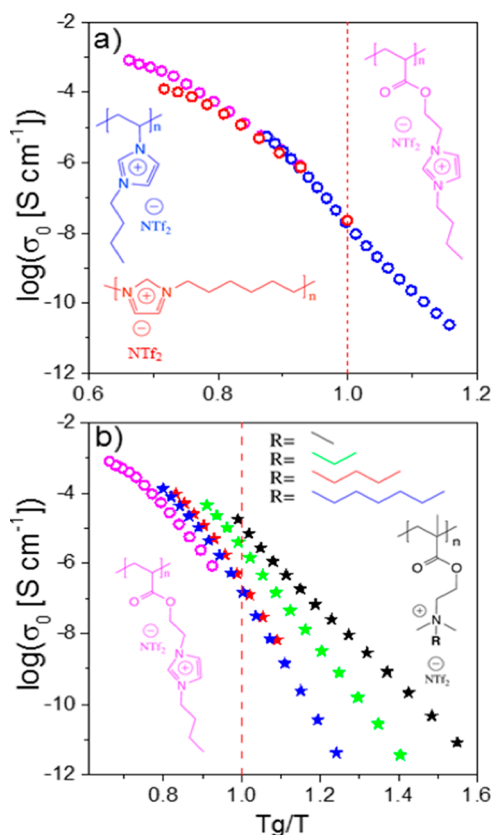 a)
log(σ₀ [S cm⁻¹])
-2
-4
-6
-8
-10
-12
0.6 0.8 1.0 1.2
n
O
O
N
N
⊕
⊖
NTf₂
n
N
N
⊕
⊖
NTf₂
N
N
⊕
n
⊖
NTf₂
b)
log(σ₀ [S cm⁻¹])
-2
-4
-6
-8
-10
-12
0.8 1.0 1.2 1.4 1.6
Tg/T
R=
R=
R=
R=
n
O
O
N
N
⊕
⊖
NTf₂
n
O
O
⊕
N
R
⊖
NTf₂